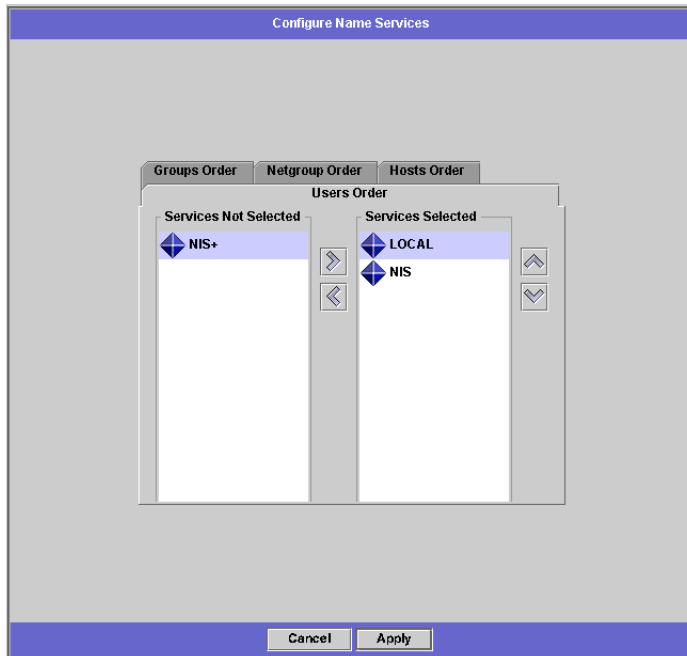 Configure Name Services
Groups Order Netgroup Order Hosts Order
Users Order
Services Not Selected Services Selected
NIS+ LOCAL
NIS
Cancel Apply